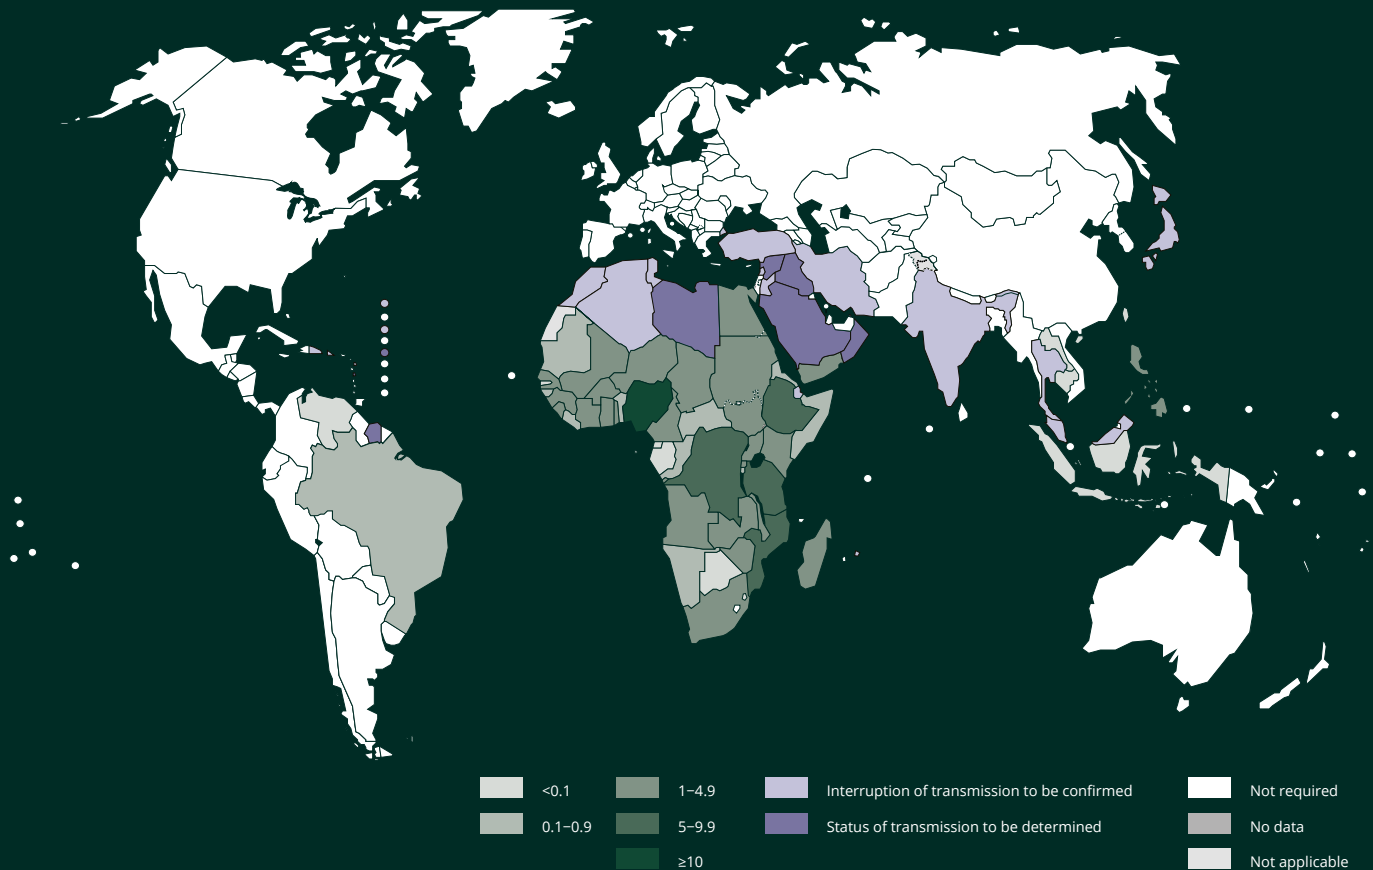 <0.1
1–4.9
Interruption of transmission to be confirmed
Not required
0.1–0.9
5–9.9
Status of transmission to be determined
No data
≥10
Not applicable